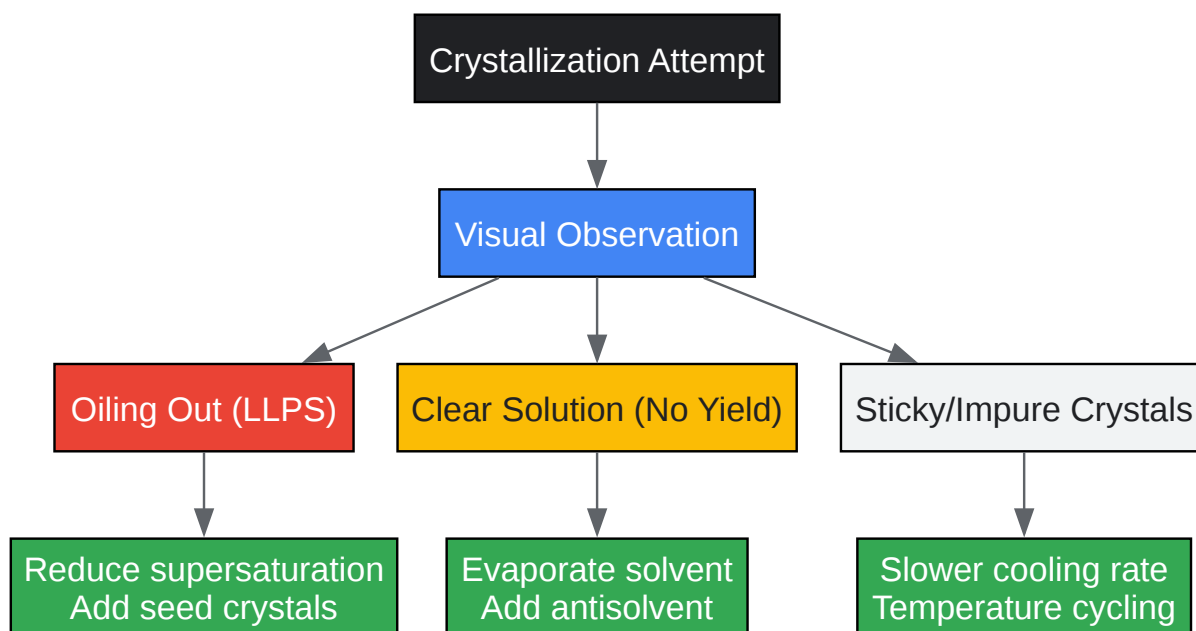 Crystallization Attempt
Visual Observation
Oiling Out (LLPS)
Clear Solution (No Yield)
Sticky/Impure Crystals
Reduce supersaturation
Add seed crystals
Evaporate solvent
Add antisolvent
Slower cooling rate
Temperature cycling